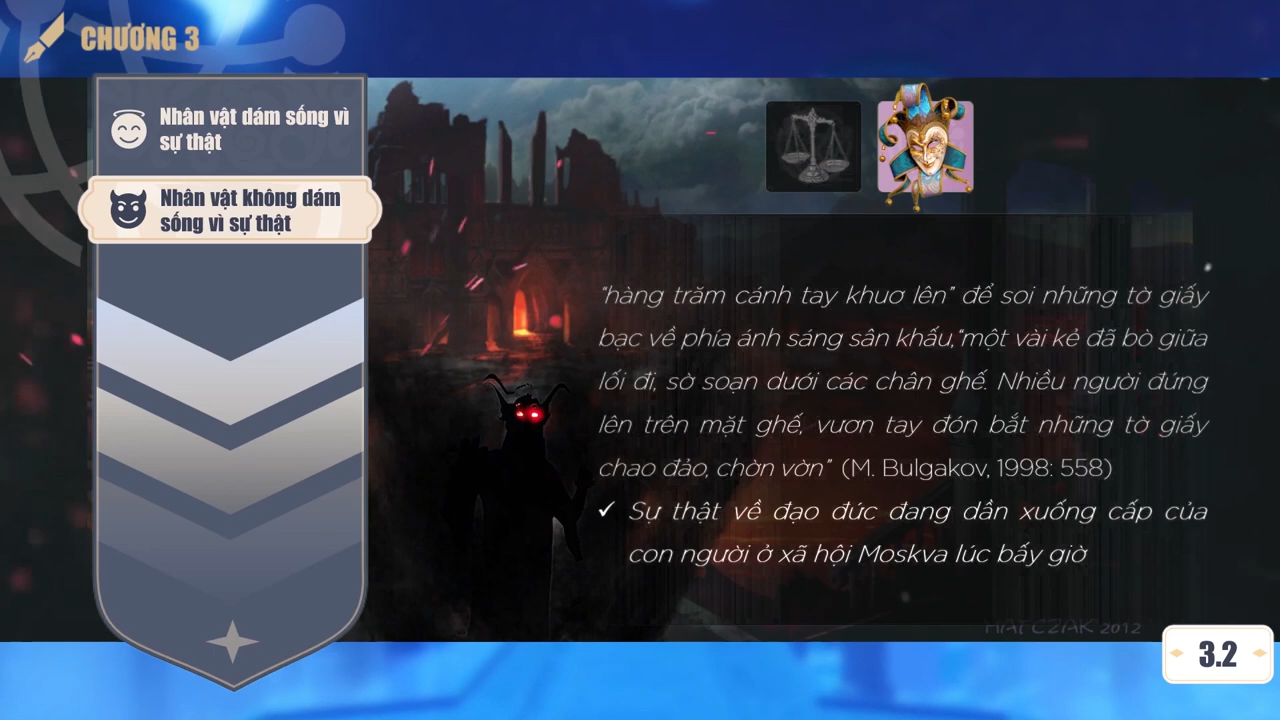 CHƯƠNG 3
Nhân vật dám sống vì
sự thật
Nhân vật không dám
sống vì sự thật
“hàng trăm cánh tay khuơ lên” để soi những tờ giấy
bạc về phía ánh sáng sân khấu,“một vài kẻ đã bò giữa
lối đi, sờ soạn dưới các chân ghế. Nhiều người đứng
lên trên mặt ghế, vươn tay đón bắt những tờ giấy
chao đảo, chờn vờn” (M. Bulgakov, 1998: 558)
✓ Sự thật về đạo đức đang dần xuống cấp của
con người ở xã hội Moskva lúc bấy giờ
2012
3.2